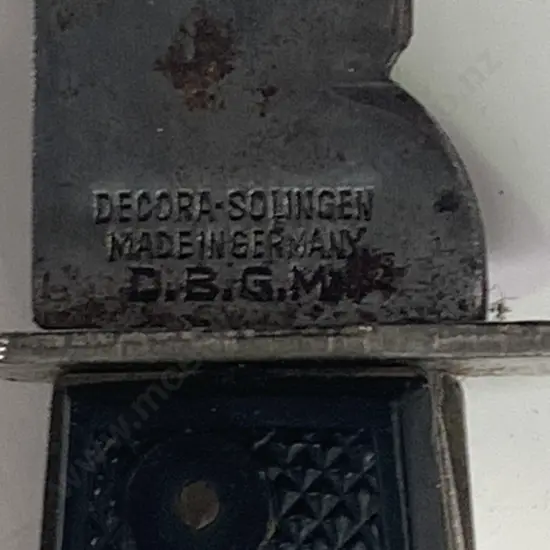 DECORA-SOLINGEN
MADE IN GERMANY
D.B.G.M.